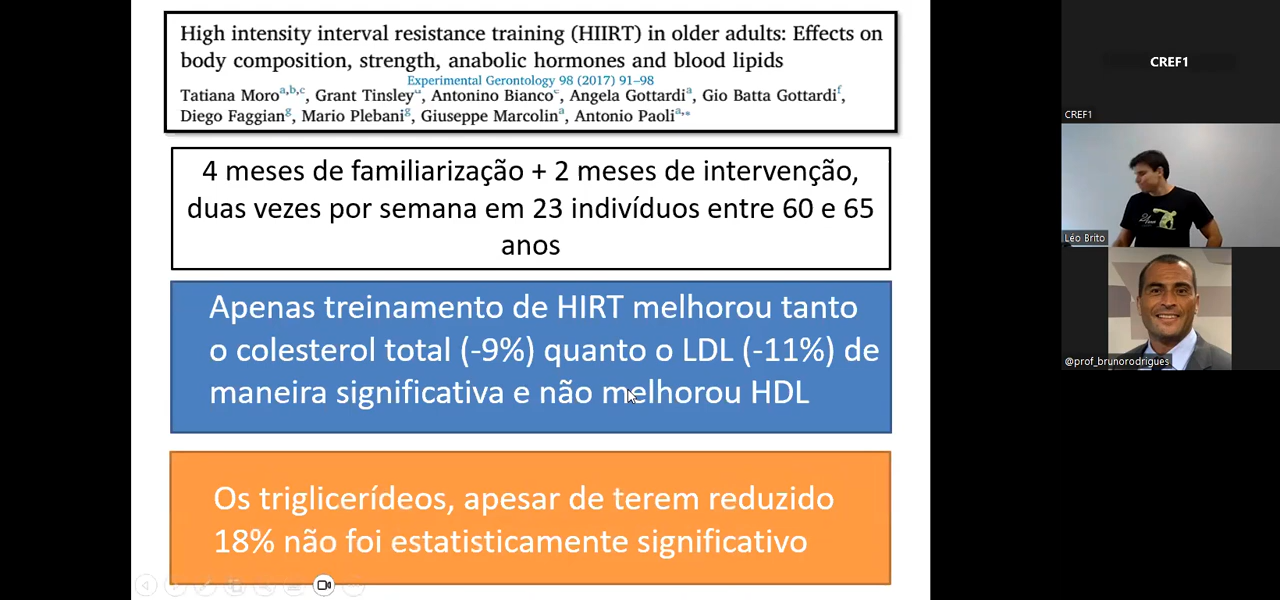 High intensity interval resistance training (HIIRT) in older adults: Effects on
body composition, strength, anabolic hormones and blood lipids
Experimental Gerontology 98 (2017) 91–98
Tatiana Moro a,b,c, Grant Tinsley, Antonino Bianco, Angela Gottardi a, Gio Batta Gottardi f,
Diego Faggian g, Mario Plebani g, Giuseppe Marcolin a, Antonio Paoli a,*
4 meses de familiarização + 2 meses de intervenção,
duas vezes por semana em 23 indivíduos entre 60 e 65
anos
Apenas treinamento de HIRT melhorou tanto
o colesterol total (-9%) quanto o LDL (-11%) de
maneira significativa e não melhorou HDL
Os triglicerídeos, apesar de terem reduzido
18% não foi estatisticamente significativo
CREF1
CREF1
Léo Brito
@prof_brunorodrigues